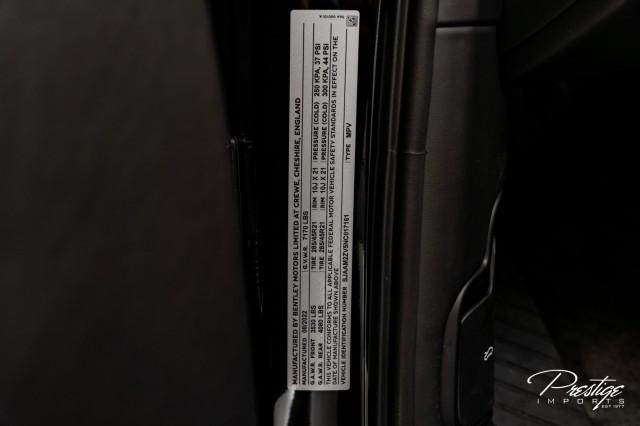 MANUFACTURED BY BENTLEY MOTORS LIMITED AT CREWE, CHESHIRE, ENGLAND
MANUFACTURED 08/2022 G.V.W.R. 7170 LBS
G.A.W.R. FRONT 3530 LBS TIRE 285/45R21 RIM 10J X 21 PRESSURE (COLD) 250 KPA, 37 PSI
G.A.W.R. REAR 4080 LBS TIRE 285/45R21 RIM 10J X 21 PRESSURE (COLD) 300 KPA, 44 PSI
THIS VEHICLE CONFORMS TO ALL APPLICABLE FEDERAL MOTOR VEHICLE SAFETY STANDARDS IN EFFECT ON THE
DATE OF MANUFACTURE SHOWN ABOVE
VEHICLE IDENTIFICATION NUMBER SJAAM2ZV5NC017161 TYPE MPV
Prestige
IMPORTS
EST 1977